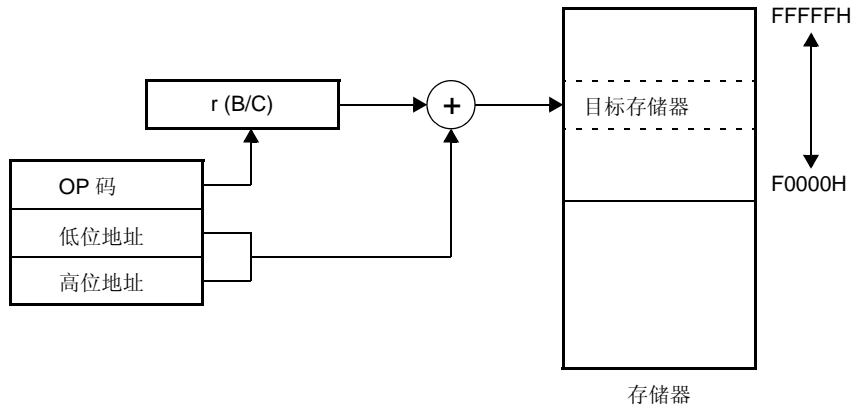 FFFFFH
r (B/C)
+
目标存储器
OP 码
F0000H
低位地址
高位地址
存储器